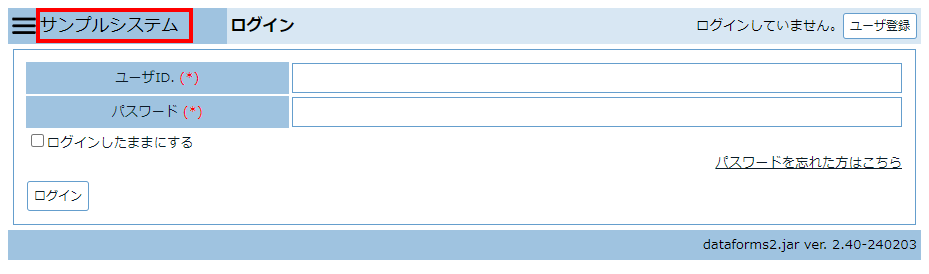 サンプルシステム ログイン ログインしていません。 ユーザ登録
ユーザID. (*)
パスワード (*)
ログインしたままにする
パスワードを忘れた方はこちら
ログイン
dataforms2.jar ver. 2.40-240203